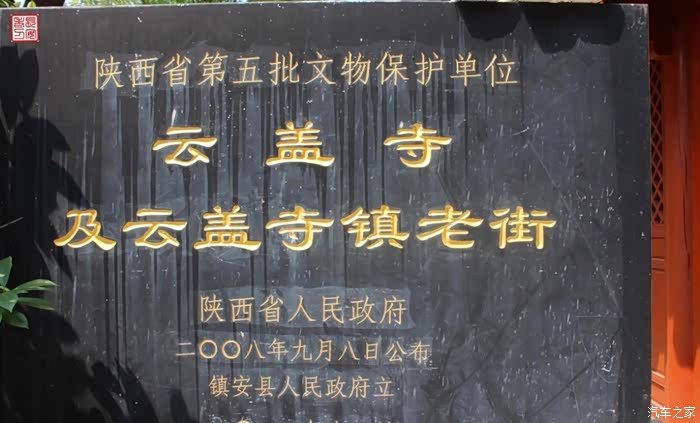 陕西省第五批文物保护单位
云盖寺
及云盖寺镇老街
陕西省人民政府
二〇〇八年九月八日公布
镇安县人民政府立
汽车之家